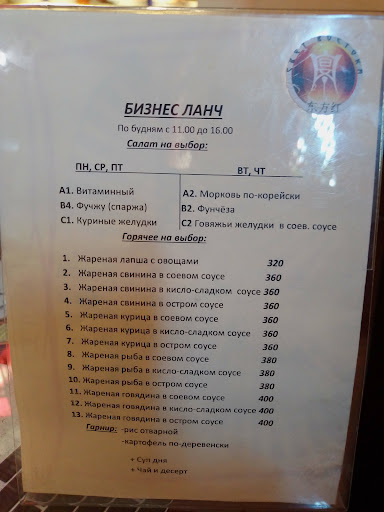 СВЕТ ВОСТОКА
东方红
БИЗНЕС ЛАНЧ
По будням с 11.00 до 16.00
Салат на выбор:
ПН, СР, ПТ ВТ, ЧТ
А1. Витаминный А2. Морковь по-корейски
В4. Фучжу (спаржа) В2. Фунчёза
С1. Куриные желудки С2 Говяжьи желудки в соев. соусе
Горячее на выбор:
1. Жареная лапша с овощами 320
2. Жареная свинина в соевом соусе 360
3. Жареная свинина в кисло-сладком соусе 360
4. Жареная свинина в остром соусе 360
5. Жареная курица в соевом соусе 360
6. Жареная курица в кисло-сладком соусе 360
7. Жареная курица в остром соусе 360
8. Жареная рыба в соевом соусе 380
9. Жареная рыба в кисло-сладком соусе 380
10. Жареная рыба в остром соусе 380
11. Жареная говядина в соевом соусе 400
12. Жареная говядина в кисло-сладком соусе 400
13. Жареная говядина в остром соусе 400
Гарнир: -рис отварной
-картофель по-деревенски
+ Суп дня
+ Чай и десерт